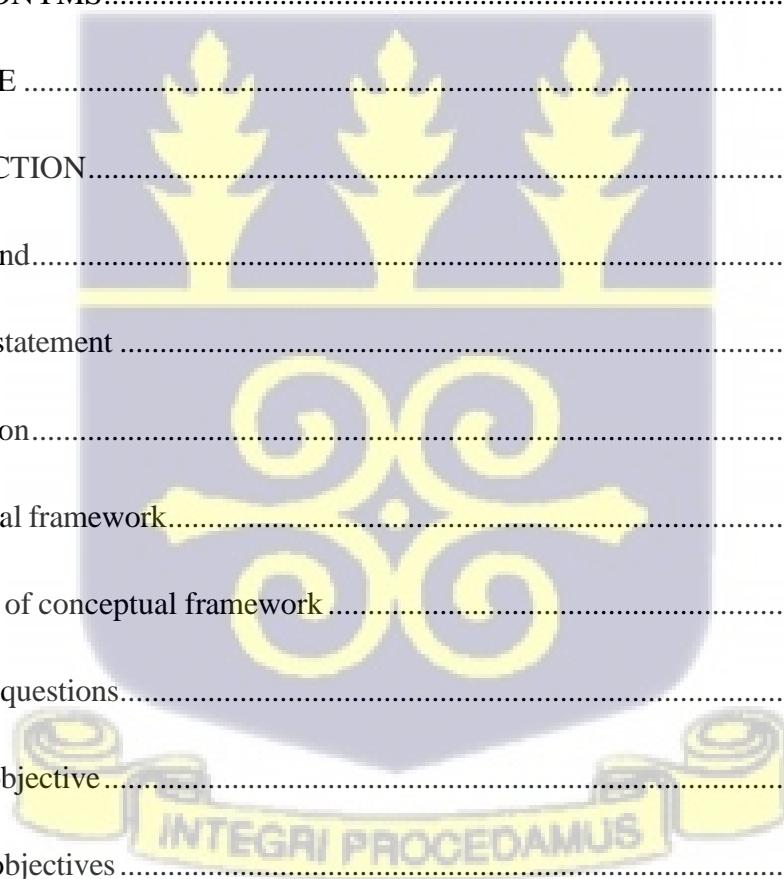 ONYMS
E
CTION
nd
statement
on
al framework
of conceptual framework
questions
bjective
objectives
INTEGRI PROCEDAMUS